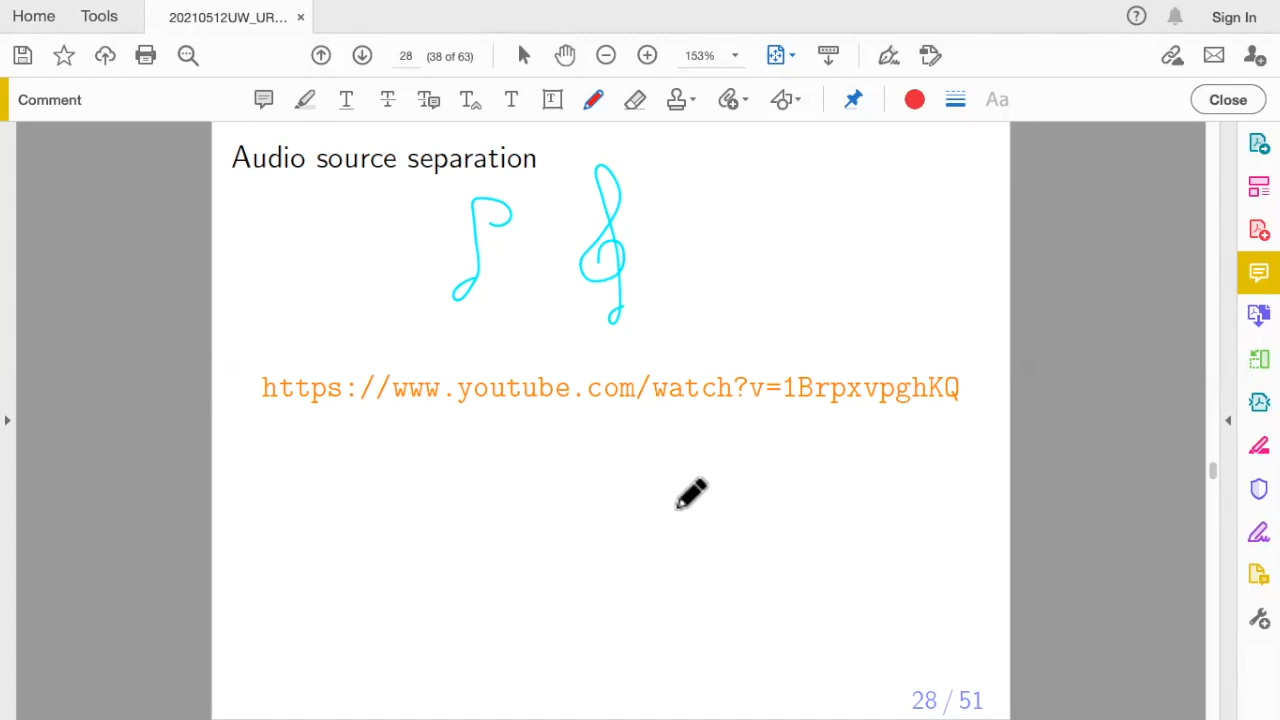 Home Tools 20210512UW_UR... × Sign In
28 (38 of 63) 153%
Comment Aa Close
Audio source separation
https://www.youtube.com/watch?v=1BrpxvpghKQ
28 / 51